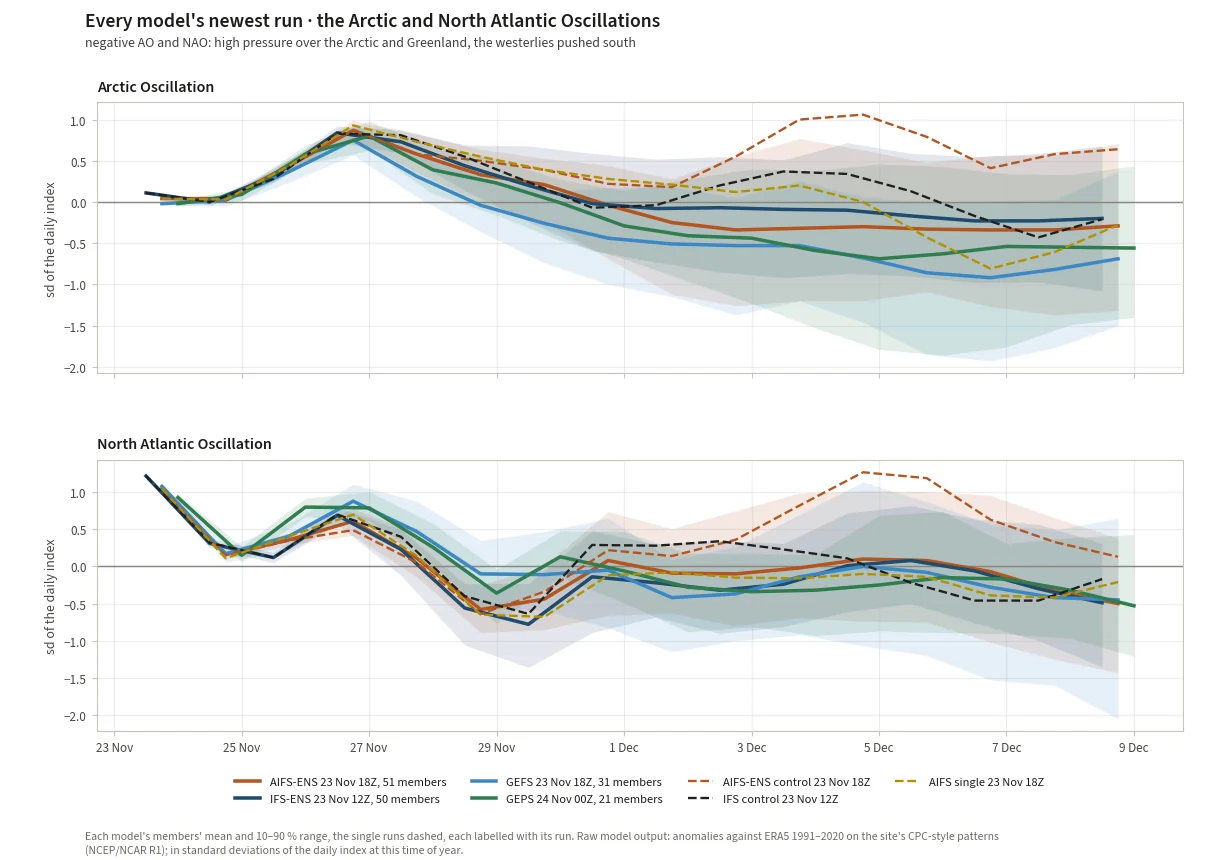 Every model's newest run · the Arctic and North Atlantic Oscillations
negative AO and NAO: high pressure over the Arctic and Greenland, the westerlies pushed south
Arctic Oscillation
sd of the daily index
1.0
0.5
0.0
−0.5
−1.0
−1.5
−2.0
North Atlantic Oscillation
sd of the daily index
1.0
0.5
0.0
−0.5
−1.0
−1.5
−2.0
23 Nov 25 Nov 27 Nov 29 Nov 1 Dec 3 Dec 5 Dec 7 Dec 9 Dec
AIFS-ENS 23 Nov 18Z, 51 members GEFS 23 Nov 18Z, 31 members AIFS-ENS control 23 Nov 18Z AIFS single 23 Nov 18Z
IFS-ENS 23 Nov 12Z, 50 members GEPS 24 Nov 00Z, 21 members IFS control 23 Nov 12Z
Each model's members' mean and 10–90 % range, the single runs dashed, each labelled with its run. Raw model output: anomalies against ERA5 1991–2020 on the site's CPC-style patterns
(NCEP/NCAR R1); in standard deviations of the daily index at this time of year.